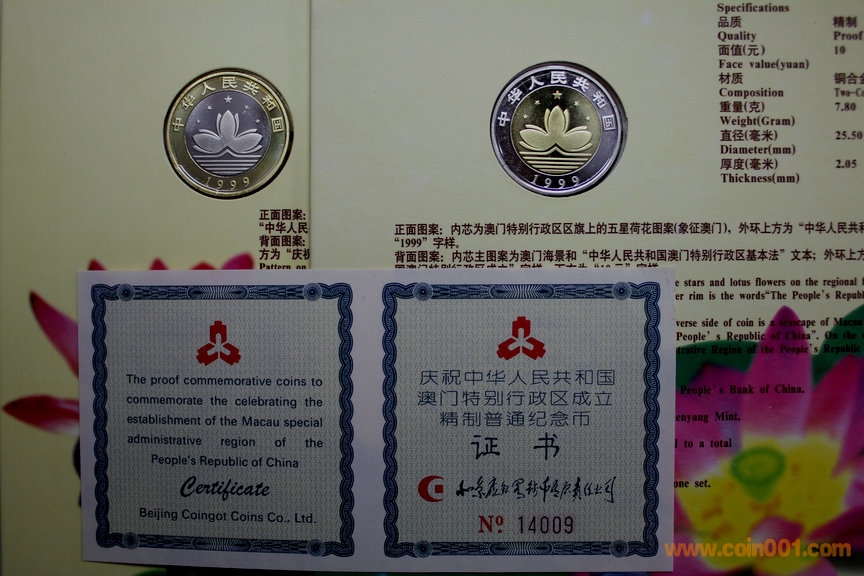 中华人民共和国
1999
中华人民共和国
1999
Specifications
品质 精制
Quality Proof
面值(元) 10
Face value(yuan)
材质 铜合金
Composition
重量(克) 7.80
Weight(Gram)
直径(毫米) 25.50
Diameter(mm)
厚度(毫米) 2.05
Thickness(mm)
正面图案:
“中华人民
背面图案:
方为“庆祝
Pattern on
正面图案：内芯为澳门特别行政区区旗上的五星荷花图案(象征澳门)，外环上方为“中华人民共和
“1999”字样。
背面图案：内芯主图案为澳门海景和“中华人民共和国澳门特别行政区基本法”文本；外环上方
e stars and lotus flowers on the regional f
er rim is the words“The People's Republ
verse side of coin is a seascape of Macau
People's Republic of China". On the
strative Region of the People's Republic
People's Bank of China,
enyang Mint,
d to a total
one set.
The proof commemorative coins to
commemorate the celebrating the
establishment of the Macau special
administrative region of the
People's Republic of China
Certificate
Beijing Coingot Coins Co., Ltd.
庆祝中华人民共和国
澳门特别行政区成立
精制普通纪念币
证书
Nº 14009
www.coin001.com